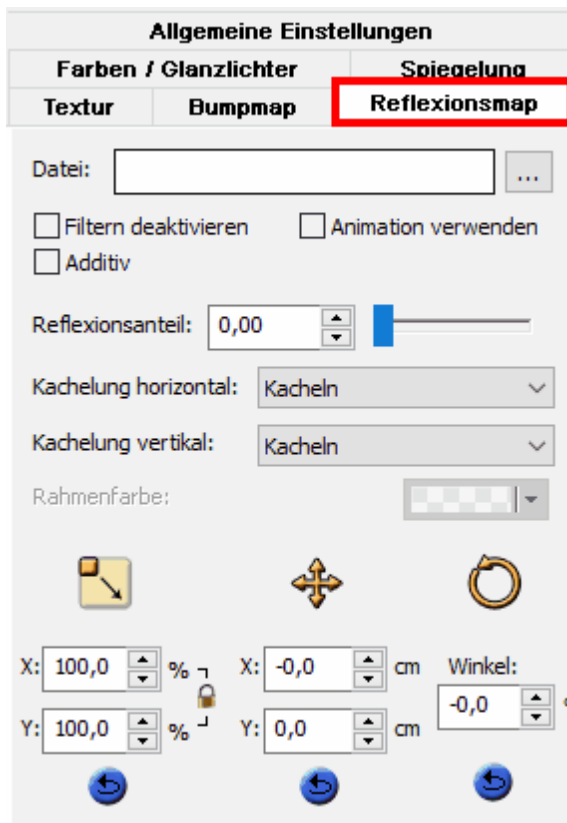 Allgemeine Einstellungen
Farben / Glanzlichter Spiegelung
Textur Bumpmap Reflexionsmap
Datei: ...
Filtern deaktivieren Animation verwenden
Additiv
Reflexionsanteil: 0,00
Kachelung horizontal: Kacheln
Kachelung vertikal: Kacheln
Rahmenfarbe:
X: 100,0 % X: -0,0 cm Winkel:
-0,0 °
Y: 100,0 % Y: 0,0 cm